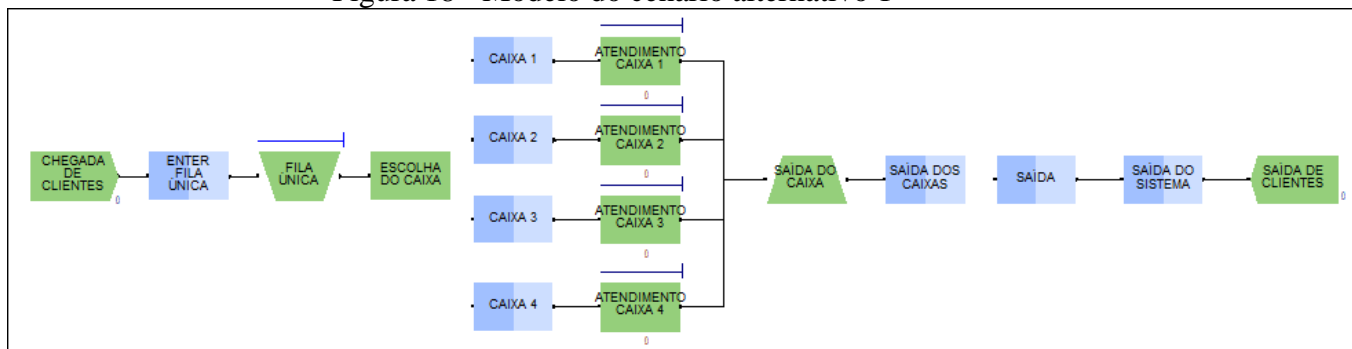 Figura 18 - Modelo do cenário alternativo 1
CHEGADA
DE
CLIENTES
0
ENTER
FILA
ÚNICA
FILA
ÚNICA
ESCOLHA
DO CAIXA
CAIXA 1
ATENDIMENTO
CAIXA 1
0
CAIXA 2
ATENDIMENTO
CAIXA 2
0
CAIXA 3
ATENDIMENTO
CAIXA 3
0
CAIXA 4
ATENDIMENTO
CAIXA 4
0
SAÍDA DO
CAIXA
SAÍDA DOS
CAIXAS
SAÍDA
SAÍDA DO
SISTEMA
SAÍDA DE
CLIENTES
0